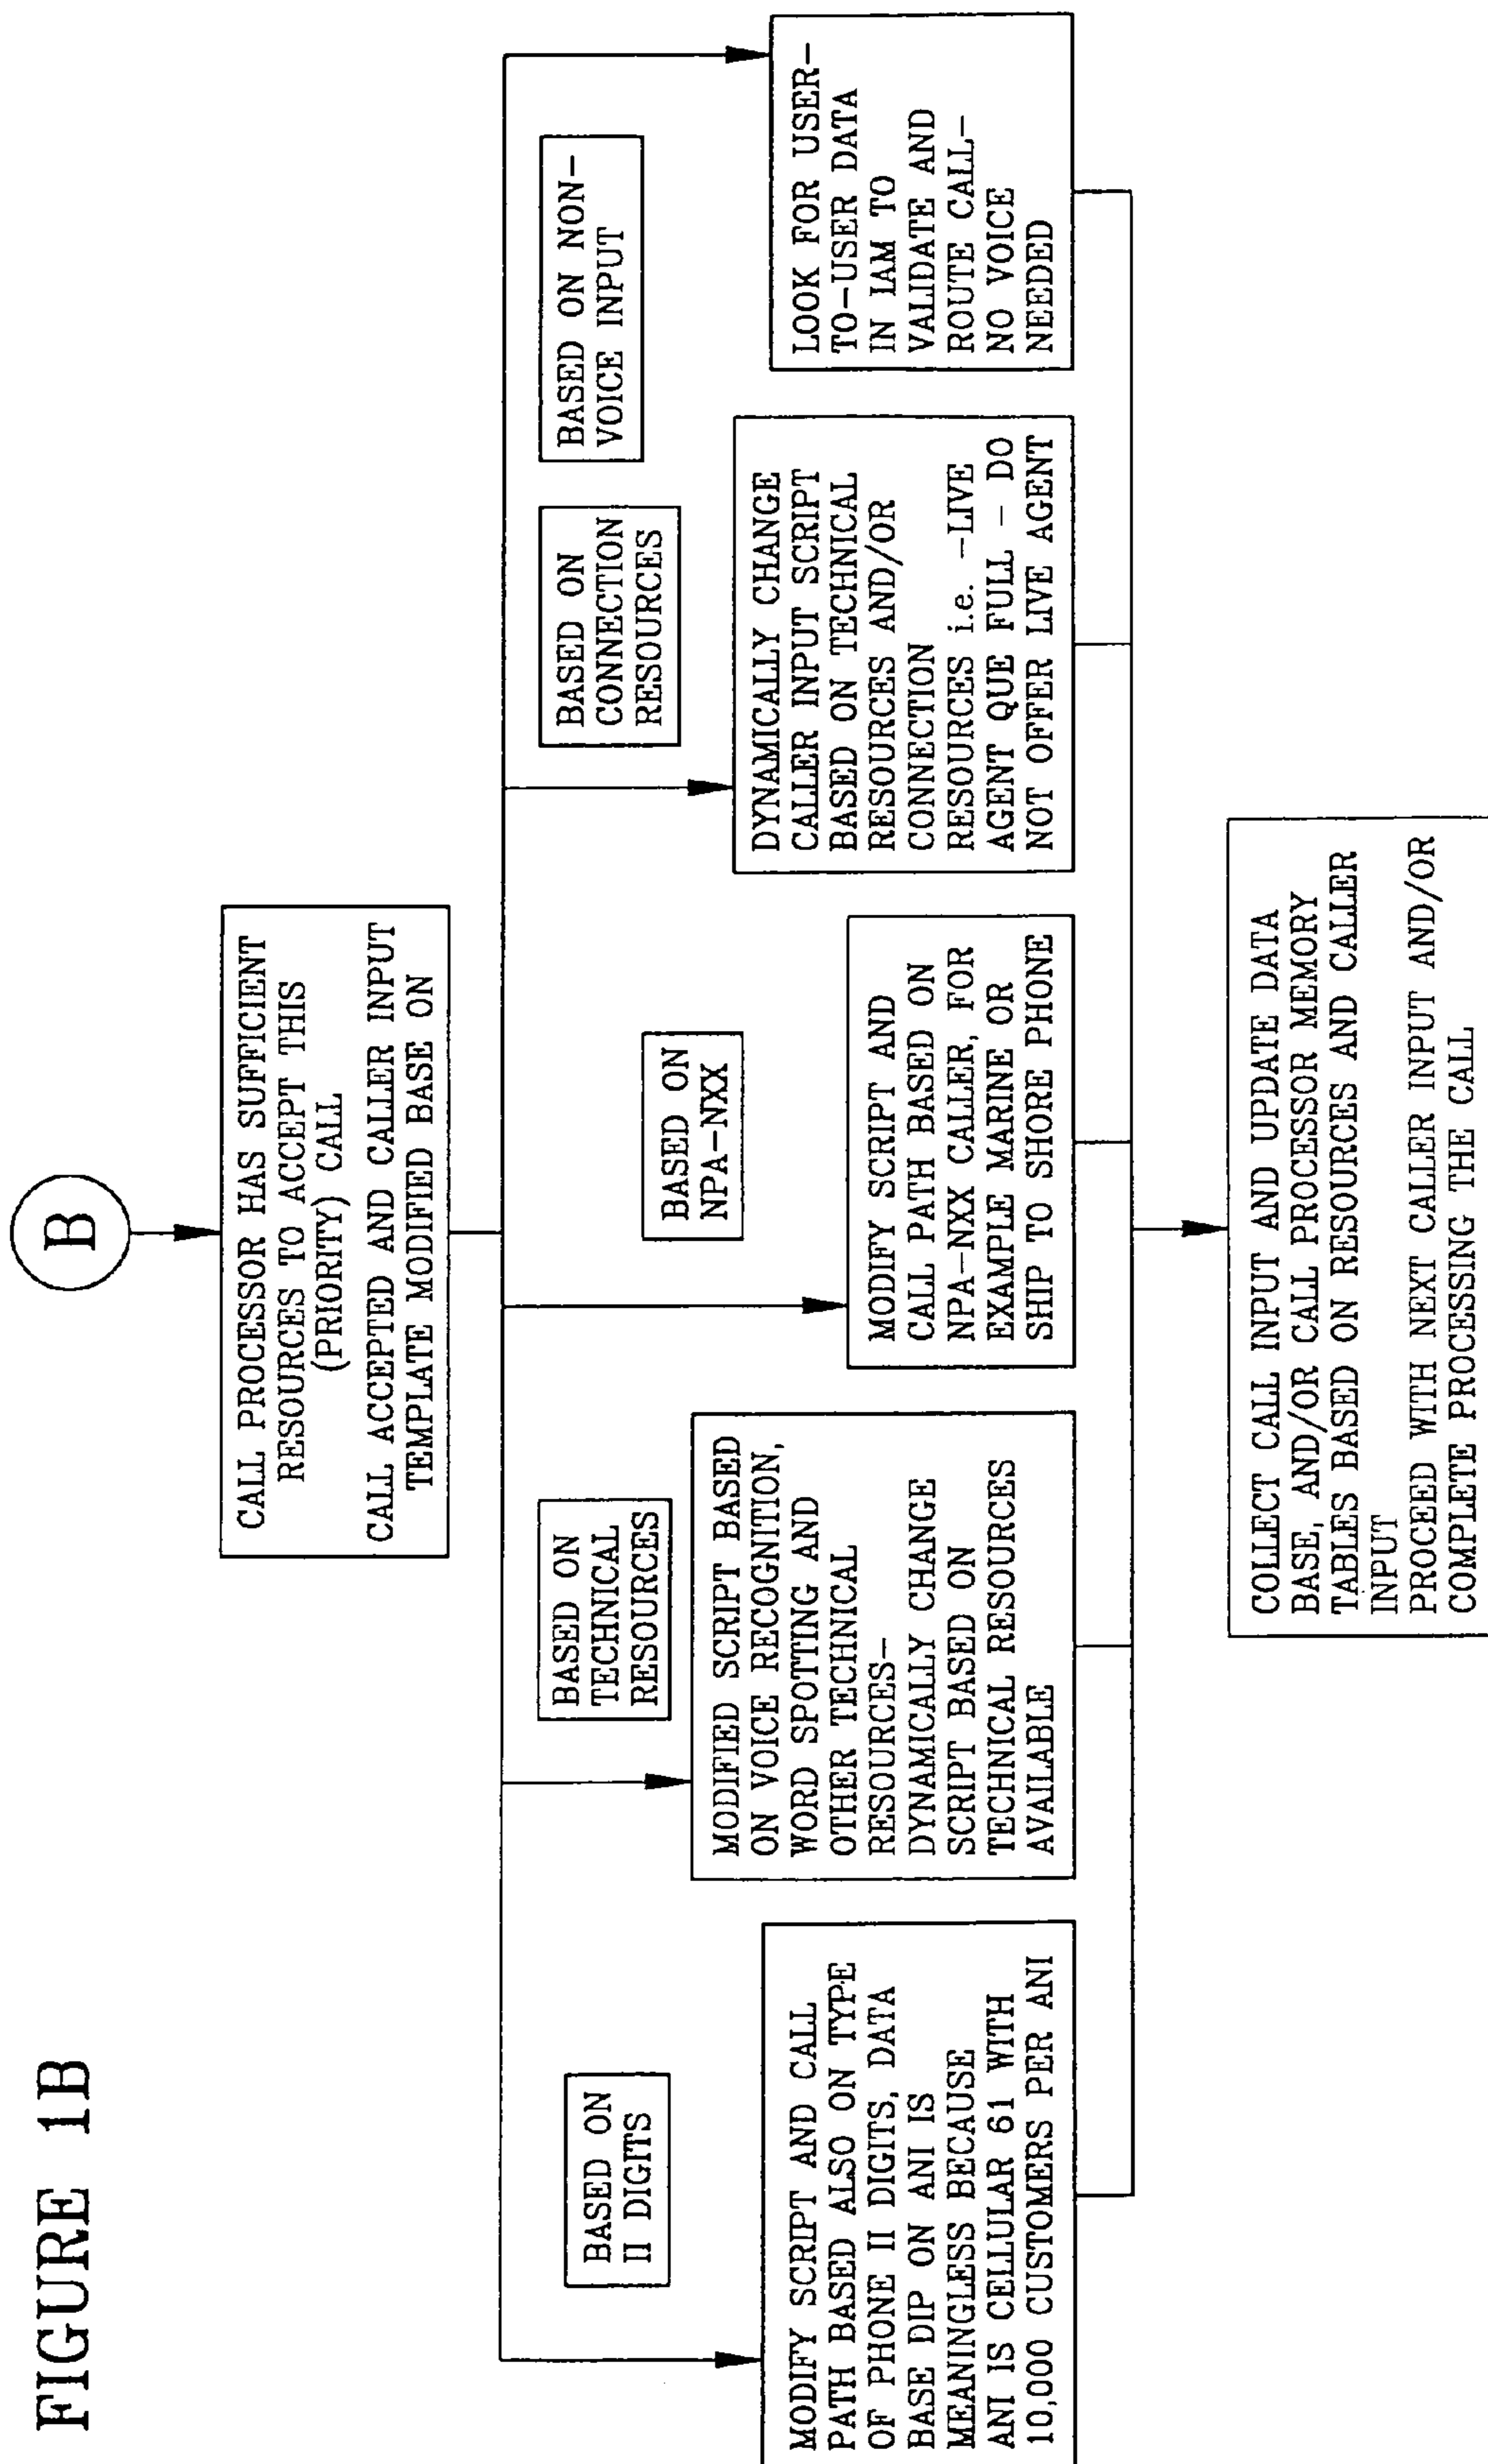 FIGURE 1B
B
CALL PROCESSOR HAS SUFFICIENT
RESOURCES TO ACCEPT THIS
(PRIORITY) CALL
CALL ACCEPTED AND CALLER INPUT
TEMPLATE MODIFIED BASE ON
BASED ON
II DIGITS
MODIFY SCRIPT AND CALL
PATH BASED ALSO ON TYPE
OF PHONE II DIGITS, DATA
BASE DIP ON ANI IS
MEANINGLESS BECAUSE
ANI IS CELLULAR 61 WITH
10,000 CUSTOMERS PER ANI
BASED ON
TECHNICAL
RESOURCES
MODIFIED SCRIPT BASED
ON VOICE RECOGNITION,
WORD SPOTTING AND
OTHER TECHNICAL
RESOURCES–
DYNAMICALLY CHANGE
SCRIPT BASED ON
TECHNICAL RESOURCES
AVAILABLE
BASED ON
NPA–NXX
MODIFY SCRIPT AND
CALL PATH BASED ON
NPA–NXX CALLER, FOR
EXAMPLE MARINE OR
SHIP TO SHORE PHONE
BASED ON
CONNECTION
RESOURCES
DYNAMICALLY CHANGE
CALLER INPUT SCRIPT
BASED ON TECHNICAL
RESOURCES AND/OR
CONNECTION
RESOURCES i.e. –LIVE
AGENT QUE FULL – DO
NOT OFFER LIVE AGENT
BASED ON NON–
VOICE INPUT
LOOK FOR USER–
TO–USER DATA
IN IAM TO
VALIDATE AND
ROUTE CALL–
NO VOICE
NEEDED
COLLECT CALL INPUT AND UPDATE DATA
BASE, AND/OR CALL PROCESSOR MEMORY
TABLES BASED ON RESOURCES AND CALLER
INPUT
PROCEED WITH NEXT CALLER INPUT AND/OR
COMPLETE PROCESSING THE CALL